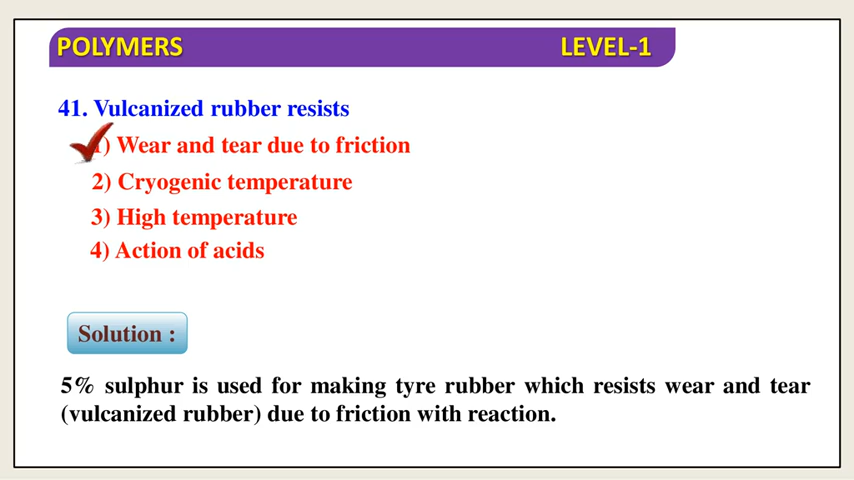 POLYMERS LEVEL-1
41. Vulcanized rubber resists
1) Wear and tear due to friction
2) Cryogenic temperature
3) High temperature
4) Action of acids
Solution :
5% sulphur is used for making tyre rubber which resists wear and tear
(vulcanized rubber) due to friction with reaction.